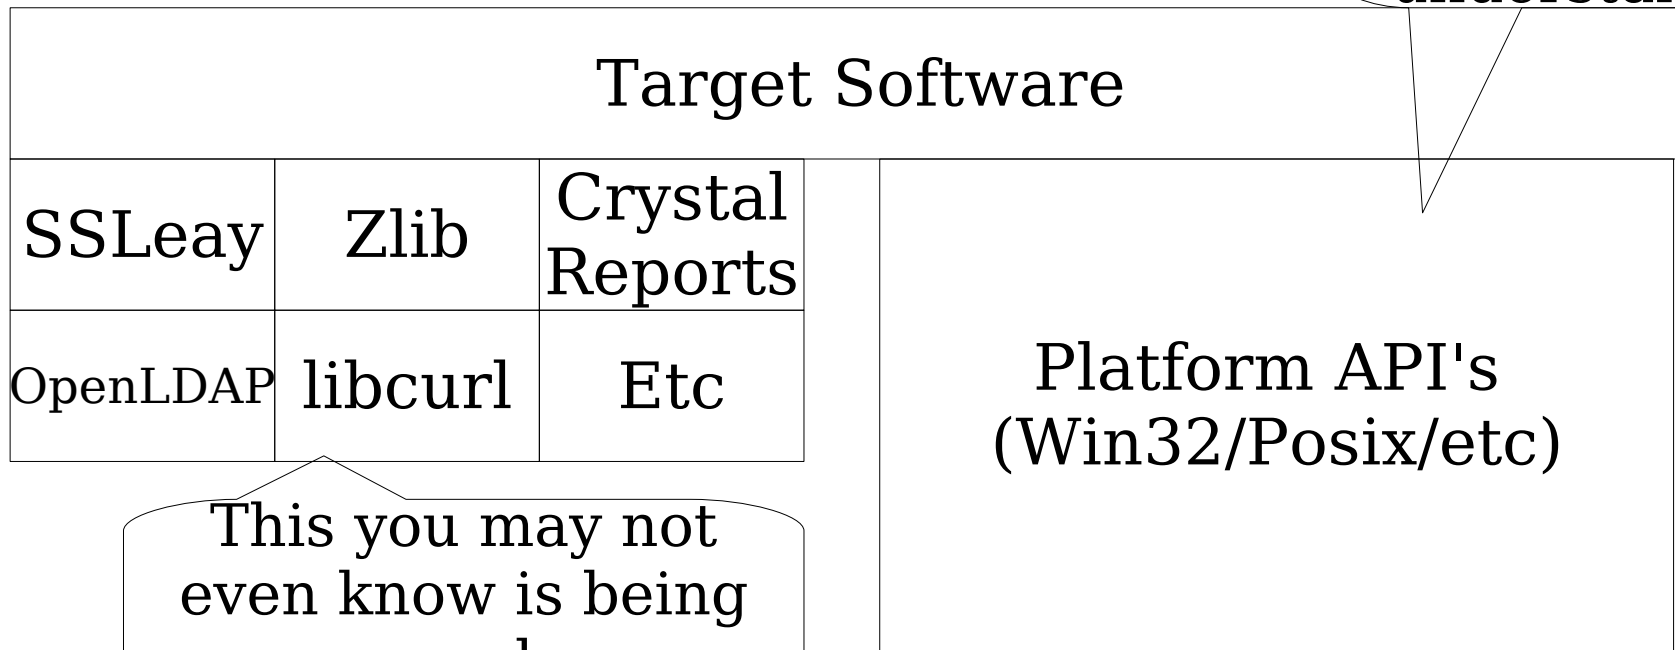 Target Software
SSLeay
Zlib
Crystal
Reports
OpenLDAP
libcurl
Etc
Platform API's
(Win32/Posix/etc)
This you may not
even know is being